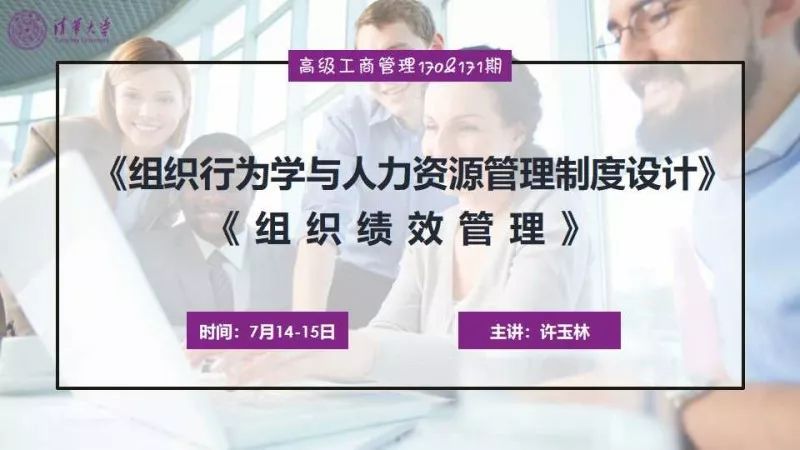 清华大学
Tsinghua University
高级工商管理170&171期
《组织行为学与人力资源管理制度设计》
《组织绩效管理》
时间：7月14-15日
主讲：许玉林